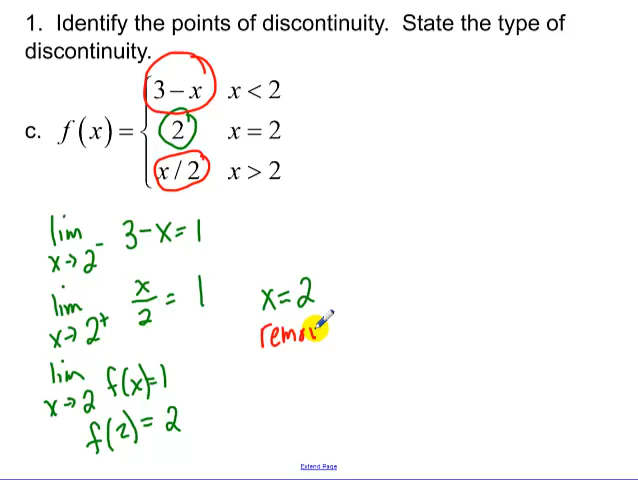 1. Identify the points of discontinuity. State the type of
discontinuity.
3 − x x < 2
c. f(x) = { 2 x = 2
x / 2 x > 2
lim x→2⁻ 3-x = 1
lim x→2⁺ x/2 = 1
x = 2
remov
lim x→2 f(x)=1
f(2) = 2
Extend Page